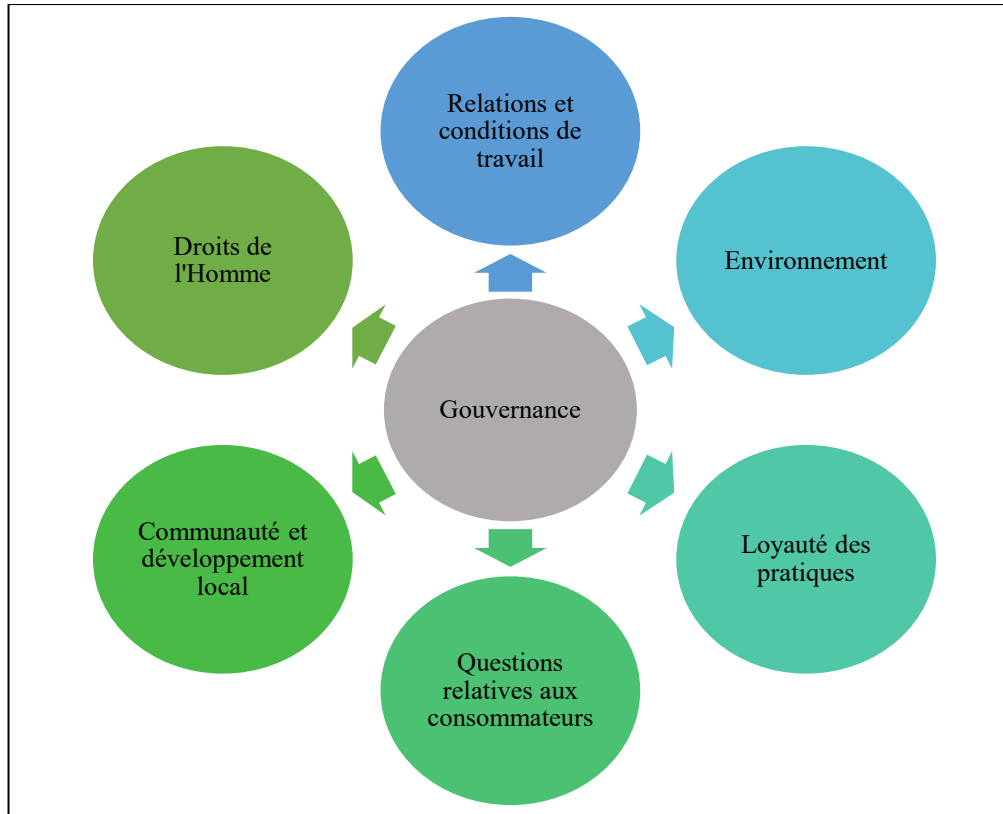 Relations et
conditions de
travail
Droits de
l'Homme
Environnement
Gouvernance
Communauté et
développement
local
Loyauté des
pratiques
Questions
relatives aux
consommateurs